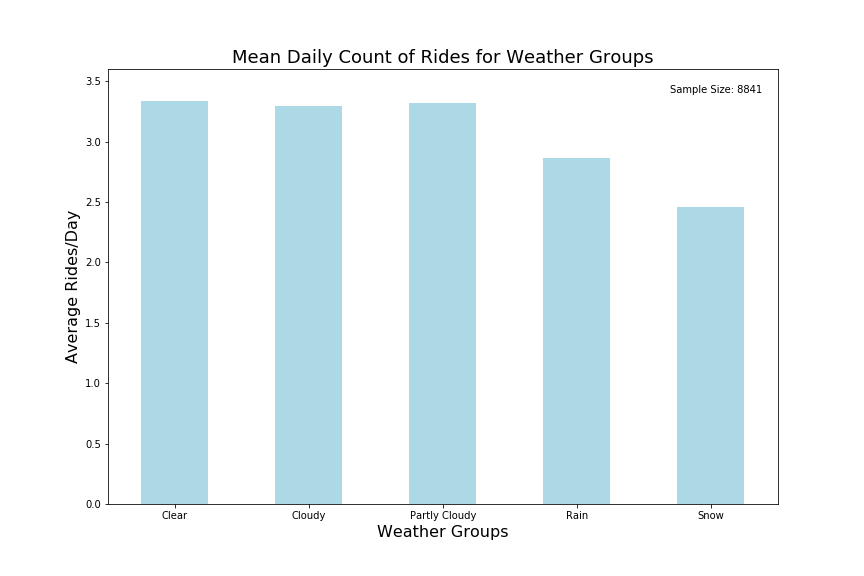 Mean Daily Count of Rides for Weather Groups
Sample Size: 8841
Average Rides/Day
3.5
3.0
2.5
2.0
1.5
1.0
0.5
0.0
Clear Cloudy Partly Cloudy Rain Snow
Weather Groups